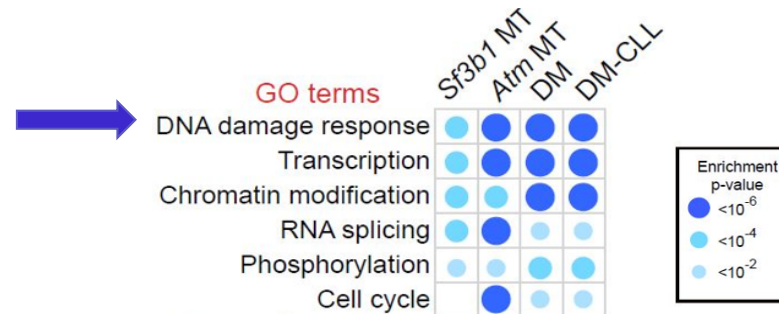 Sf3b1 MT
Atm MT
DM
DM-CLL
GO terms
DNA damage response
Transcription
Chromatin modification
RNA splicing
Phosphorylation
Cell cycle
Enrichment
p-value
<10⁻⁶
<10⁻⁴
<10⁻²